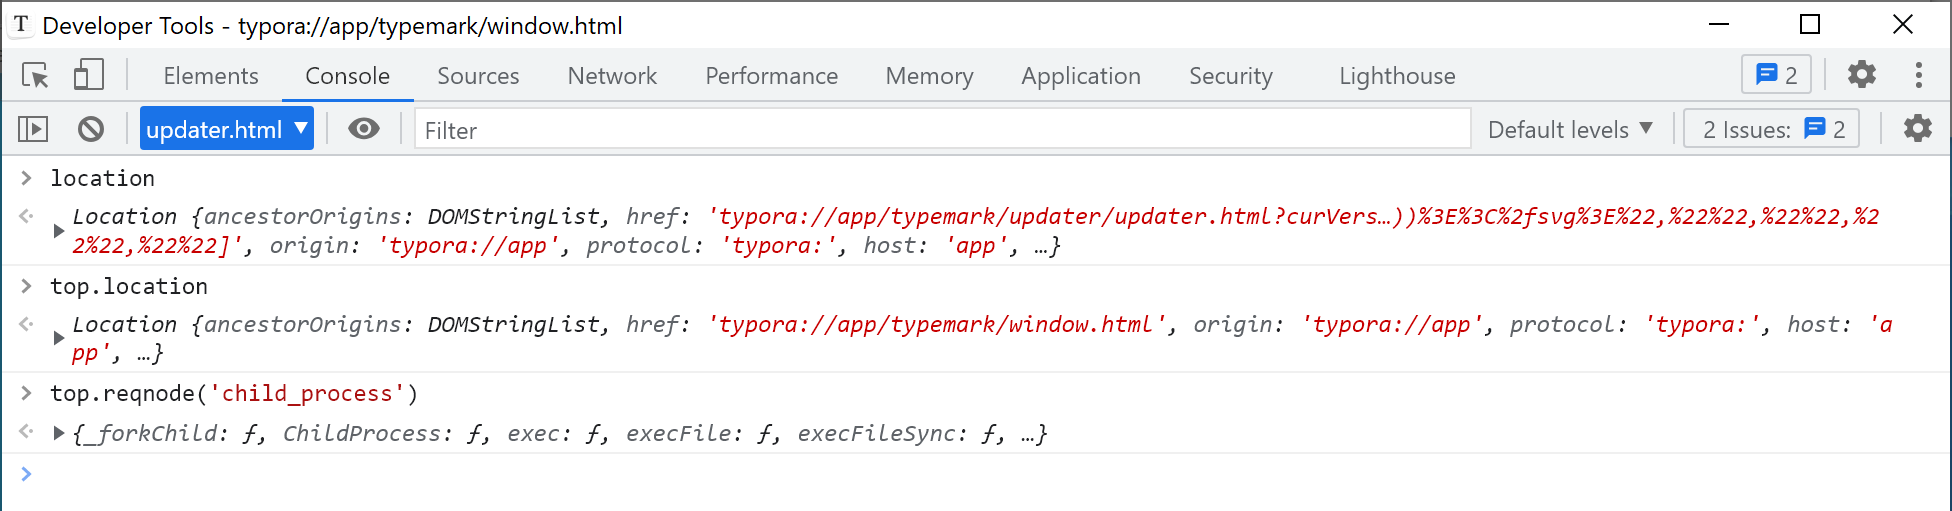 T Developer Tools - typora://app/typemark/window.html
Elements Console Sources Network Performance Memory Application Security Lighthouse 2
updater.html ▼ Filter Default levels ▼ 2 Issues: 2
> location
Location {ancestorOrigins: DOMStringList, href: 'typora://app/typemark/updater/updater.html?curVers…))%3E%3C%2fsvg%3E%22,%22%22,%22%22,%2
2%22,%22%22]', origin: 'typora://app', protocol: 'typora:', host: 'app', …}
> top.location
Location {ancestorOrigins: DOMStringList, href: 'typora://app/typemark/window.html', origin: 'typora://app', protocol: 'typora:', host: 'a
pp', …}
> top.reqnode('child_process')
{_forkChild: ƒ, ChildProcess: ƒ, exec: ƒ, execFile: ƒ, execFileSync: ƒ, …}
>